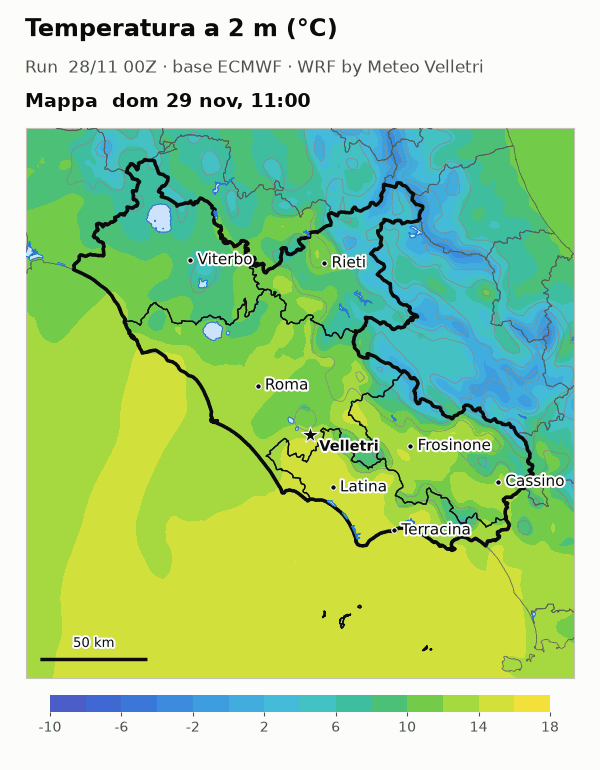 Temperatura a 2 m (°C)
Run  28/11 00Z · base ECMWF · WRF by Meteo Velletri
Mappa  dom 29 nov, 11:00
Viterbo
Rieti
Roma
Velletri
Frosinone
Cassino
Latina
Terracina
50 km
-10 -6 -2 2 6 10 14 18